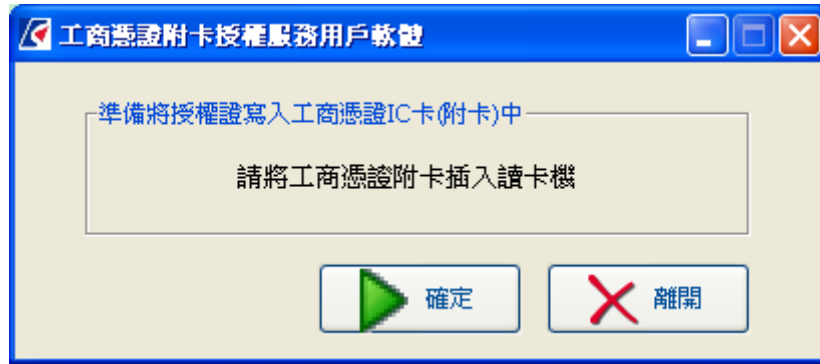 工商憑證附卡授權服務用戶軟體
準備將授權證寫入工商憑證IC卡(附卡)中
請將工商憑證附卡插入讀卡機
確定
離開